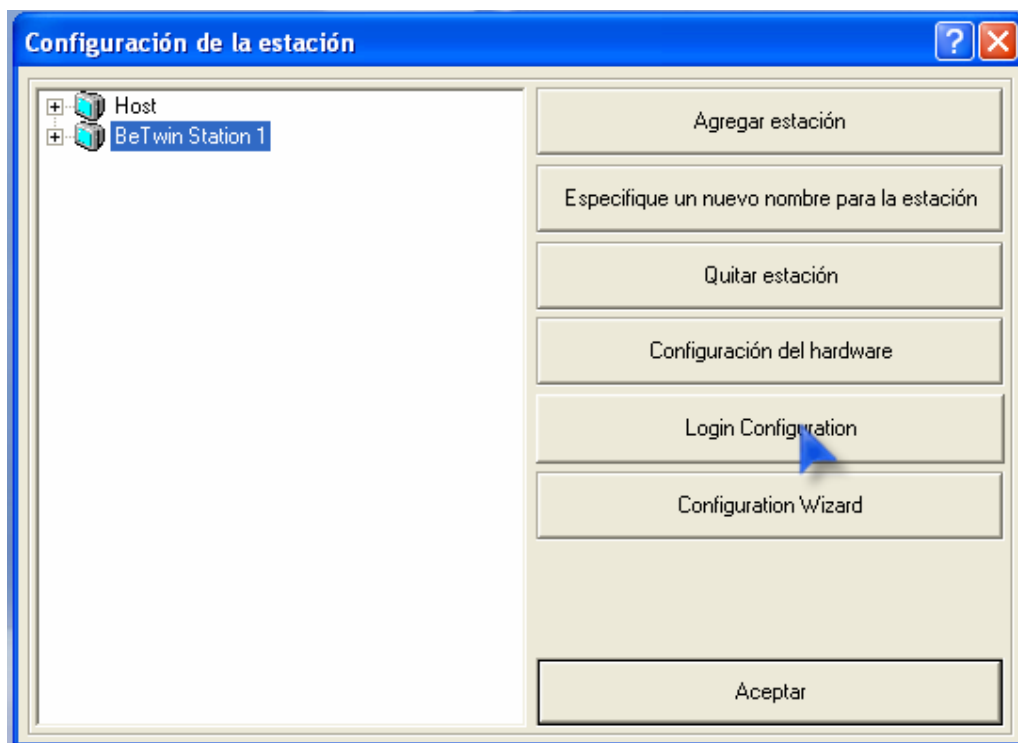 Configuración de la estación
Host
BeTwin Station 1
Agregar estación
Especifique un nuevo nombre para la estación
Quitar estación
Configuración del hardware
Login Configuration
Configuration Wizard
Aceptar